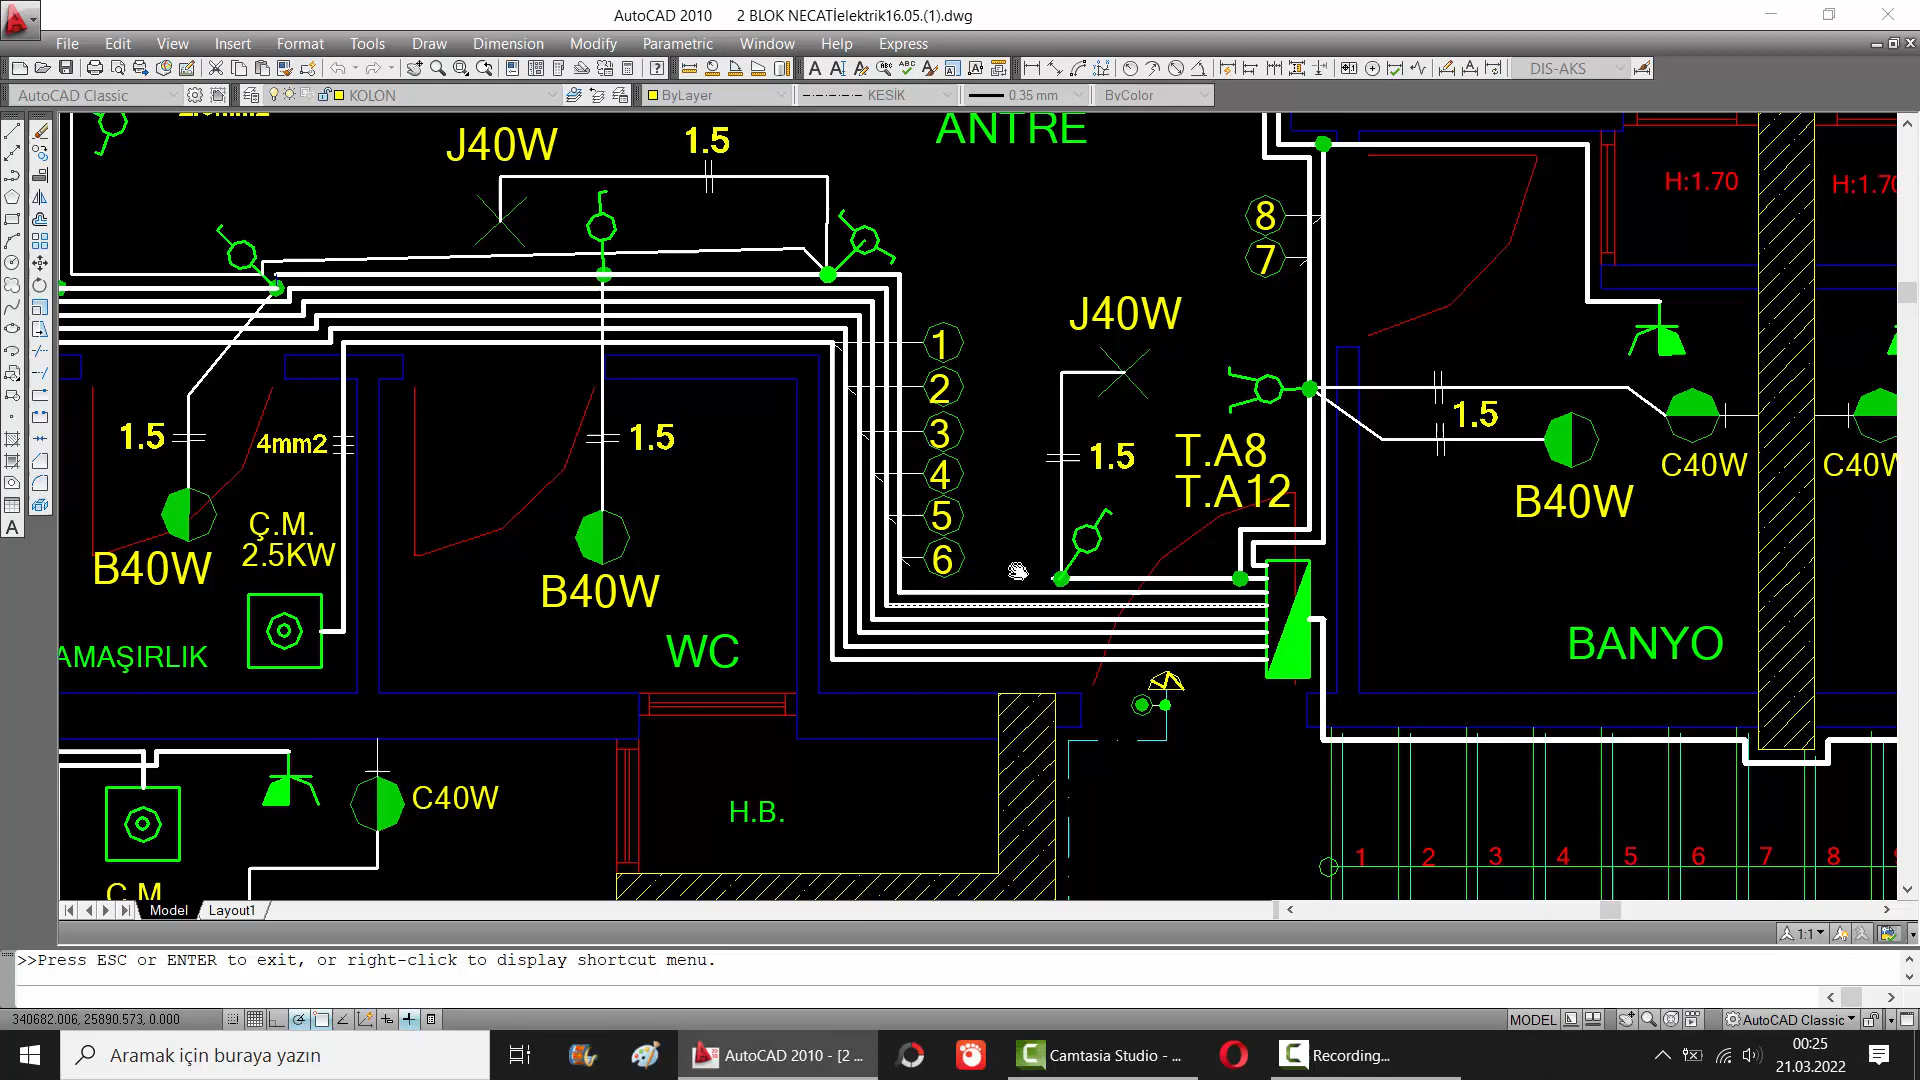 AutoCAD 2010 2 BLOK NECATİelektrik16.05.(1).dwg
File Edit View Insert Format Tools Draw Dimension Modify Parametric Window Help Express
DIS-AKS
AutoCAD Classic KOLON ByLayer KESİK 0.35 mm ByColor
J40W
1.5
ANTRE
H:1.70
8
7
J40W
1
2
3
4
5
6
1.5
4mm2
1.5
1.5
T.A8
T.A12
1.5
C40W
B40W
Ç.M.
2.5KW
B40W
B40W
AMAŞIRLIK
WC
BANYO
C40W
H.B.
1 2 3 4 5 6 7 8
Model Layout1
1:1
>>Press ESC or ENTER to exit, or right-click to display shortcut menu.
340682.006, 25890.573, 0.000
MODEL
AutoCAD Classic
Aramak için buraya yazın
AutoCAD 2010 - [2 ...
Camtasia Studio - ...
Recording...
00:25
21.03.2022